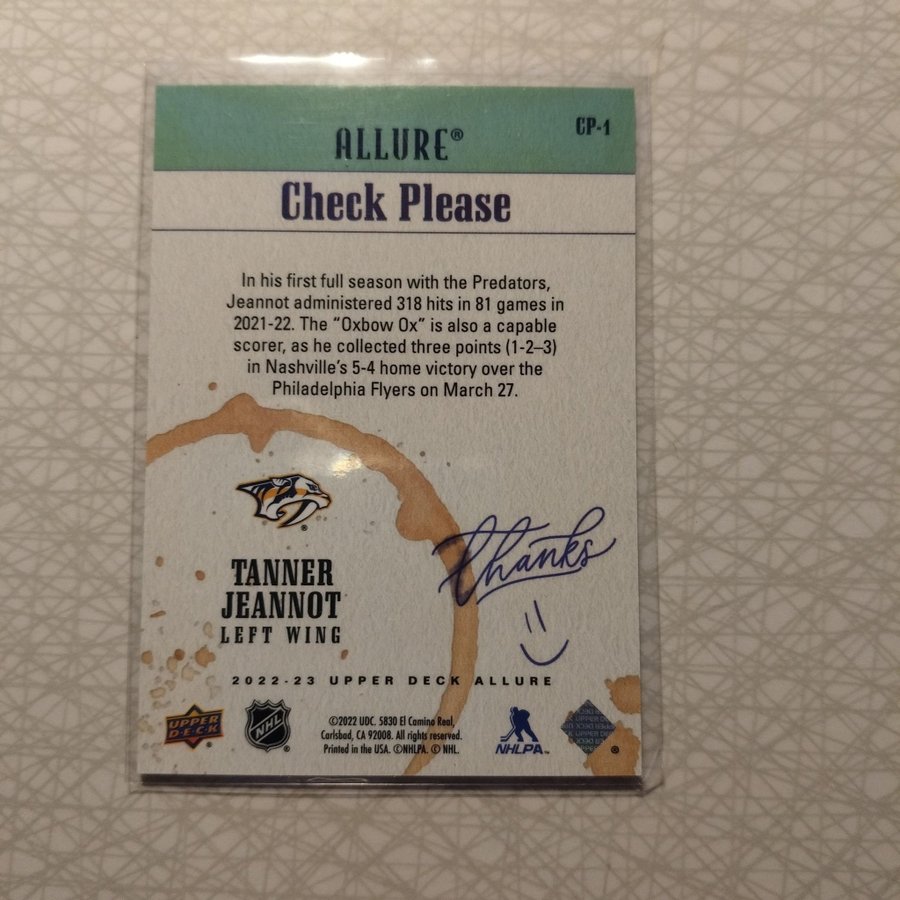 ALLURE®
CP-1
Check Please
In his first full season with the Predators,
Jeannot administered 318 hits in 81 games in
2021-22. The “Oxbow Ox” is also a capable
scorer, as he collected three points (1-2–3)
in Nashville's 5-4 home victory over the
Philadelphia Flyers on March 27.
thanks
TANNER
JEANNOT
LEFT WING
2022-23 UPPER DECK ALLURE
UPPER
DECK
NHL
©2022 UDC. 5830 El Camino Real,
Carlsbad, CA 92008. All rights reserved.
Printed in the USA. ©NHLPA. © NHL.
NHLPA™